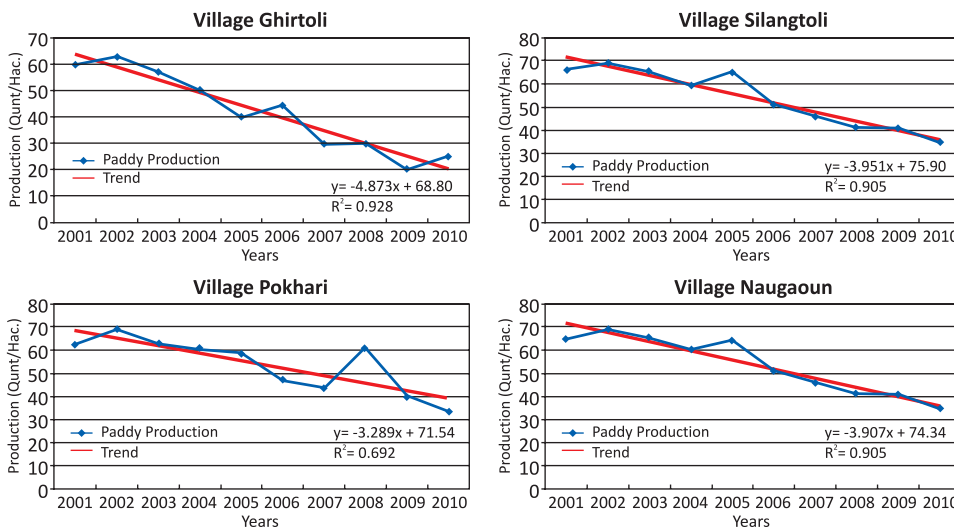 Village Ghirtoli
Production (Qunt/Hac.)
70
60
50
40
30
20
10
0
Paddy Production
Trend
y= -4.873x + 68.80
R²= 0.928
2001 2002 2003 2004 2005 2006 2007 2008 2009 2010
Years
Village Silangtoli
Production (Qunt/Hac.)
80
70
60
50
40
30
20
10
0
Paddy Production
Trend
y= -3.951x + 75.90
R²= 0.905
2001 2002 2003 2004 2005 2006 2007 2008 2009 2010
Years
Village Pokhari
Production (Qunt/Hac.)
80
70
60
50
40
30
20
10
0
Paddy Production
Trend
y= -3.289x + 71.54
R²= 0.692
2001 2002 2003 2004 2005 2006 2007 2008 2009 2010
Years
Village Naugaoun
Production (Qunt/Hac.)
80
70
60
50
40
30
20
10
0
Paddy Production
Trend
y= -3.907x + 74.34
R²= 0.905
2001 2002 2003 2004 2005 2006 2007 2008 2009 2010
Years